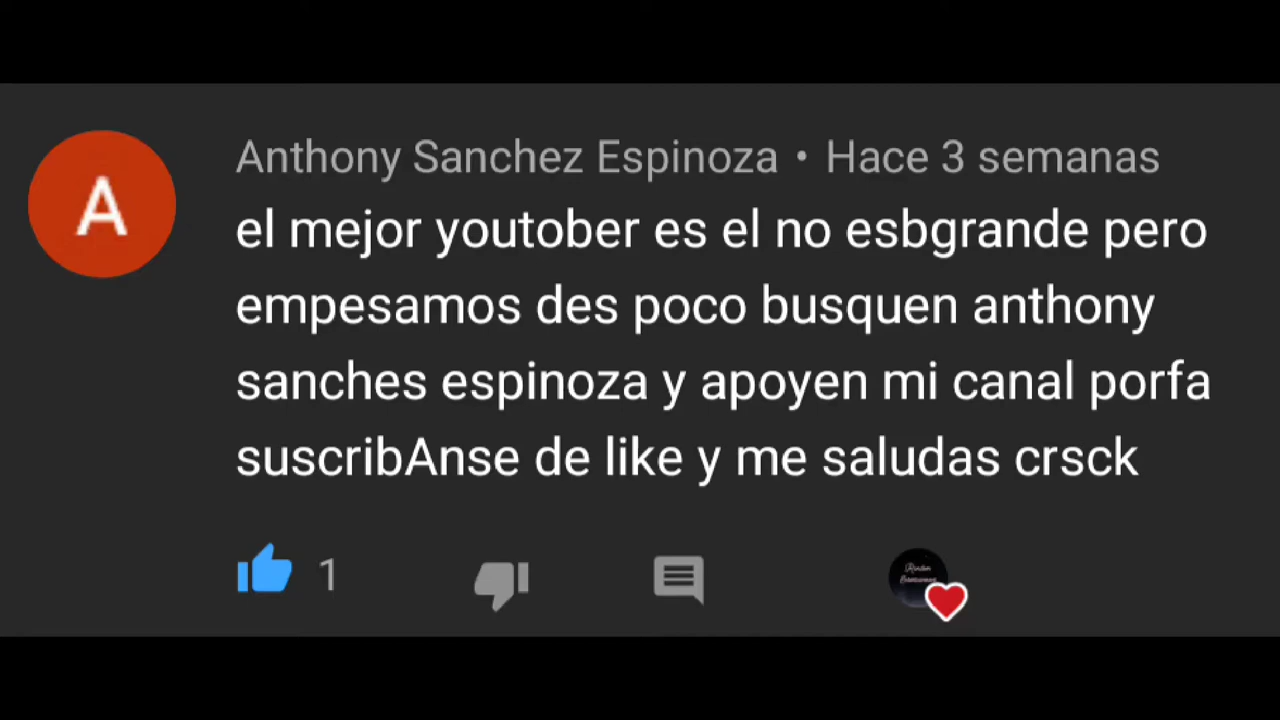 A
Anthony Sanchez Espinoza • Hace 3 semanas
el mejor youtober es el no esbgrande pero
empesamos des poco busquen anthony
sanches espinoza y apoyen mi canal porfa
suscribAnse de like y me saludas crsck
1